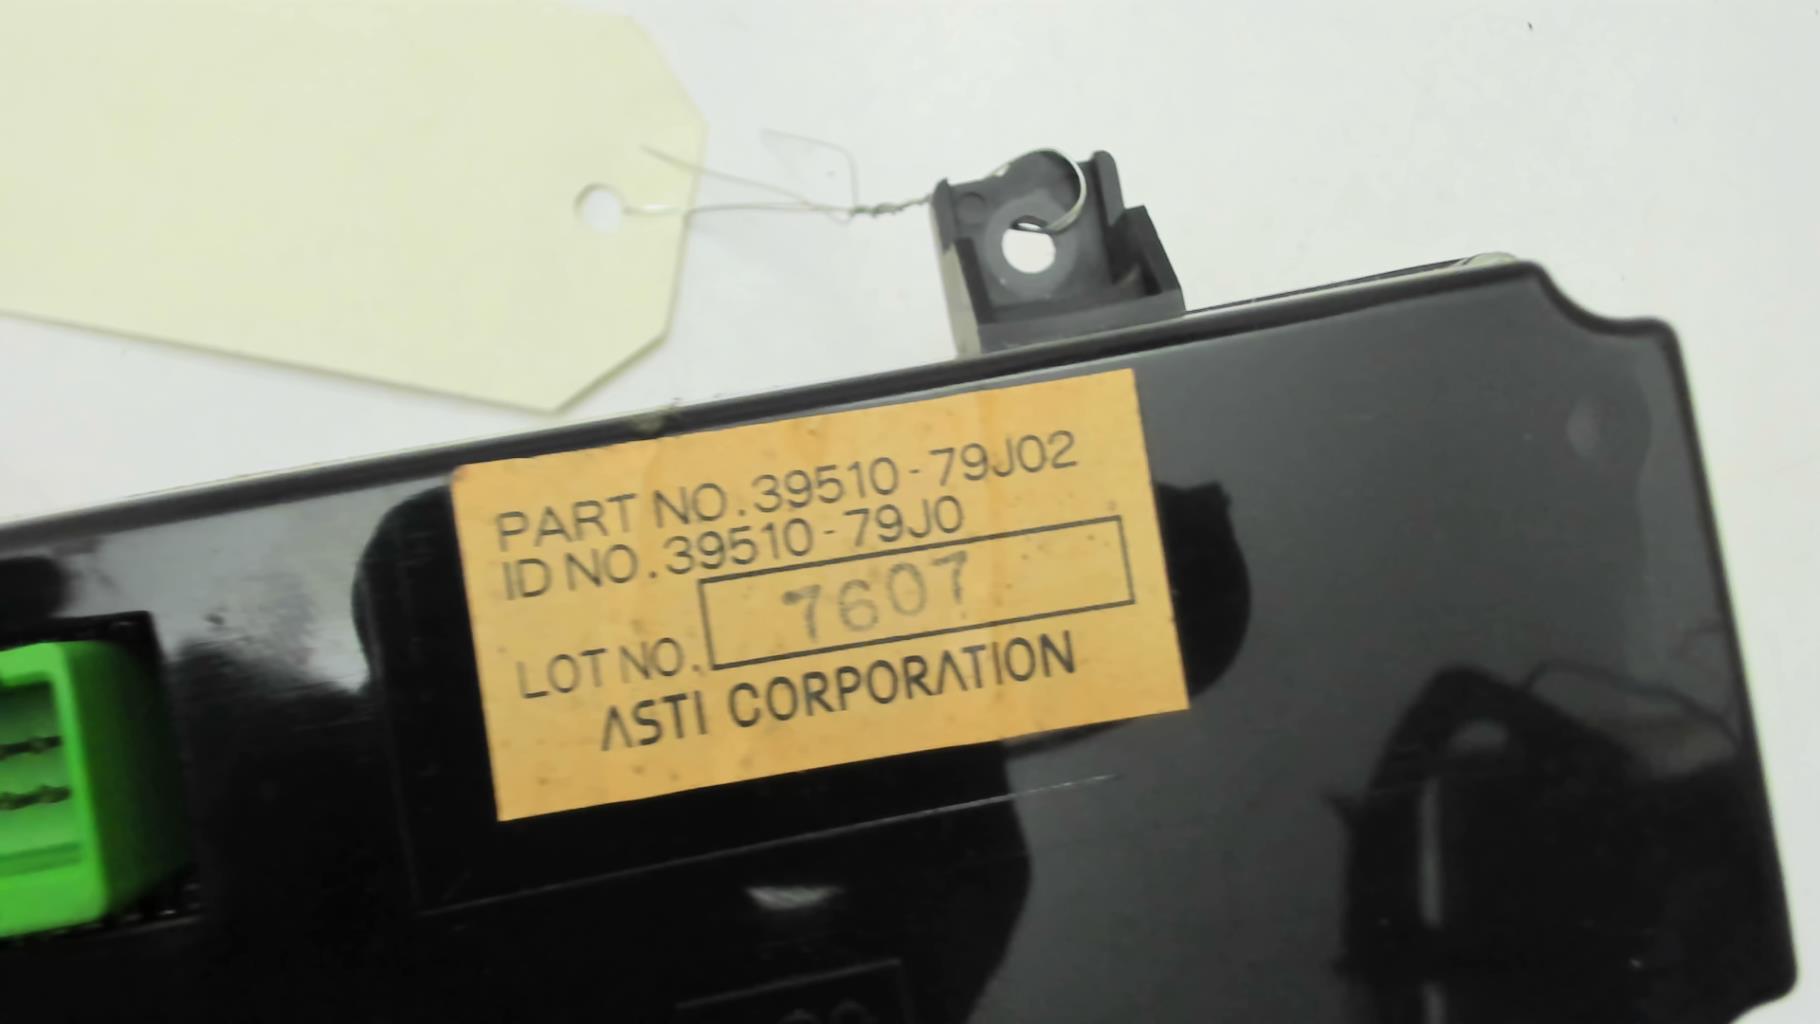 PART NO. 39510-79J02
ID NO. 39510-79J0
LOT NO. 7607
ASTI CORPORATION